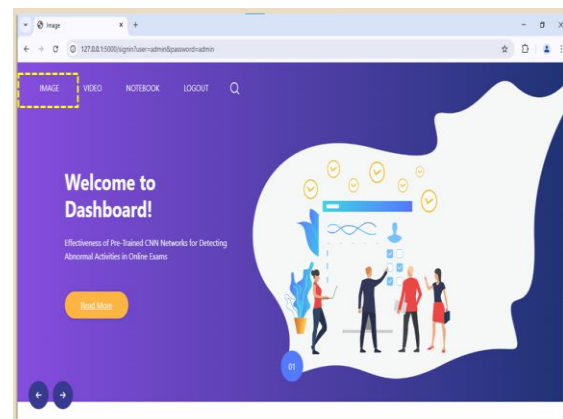 Image
127.0.0.1:5000/signin?user=admin&password=admin
IMAGE VIDEO NOTEBOOK LOGOUT
Welcome to
Dashboard!
Effectiveness of Pre-Trained CNN Networks for Detecting
Abnormal Activities in Online Exams
Read More
01